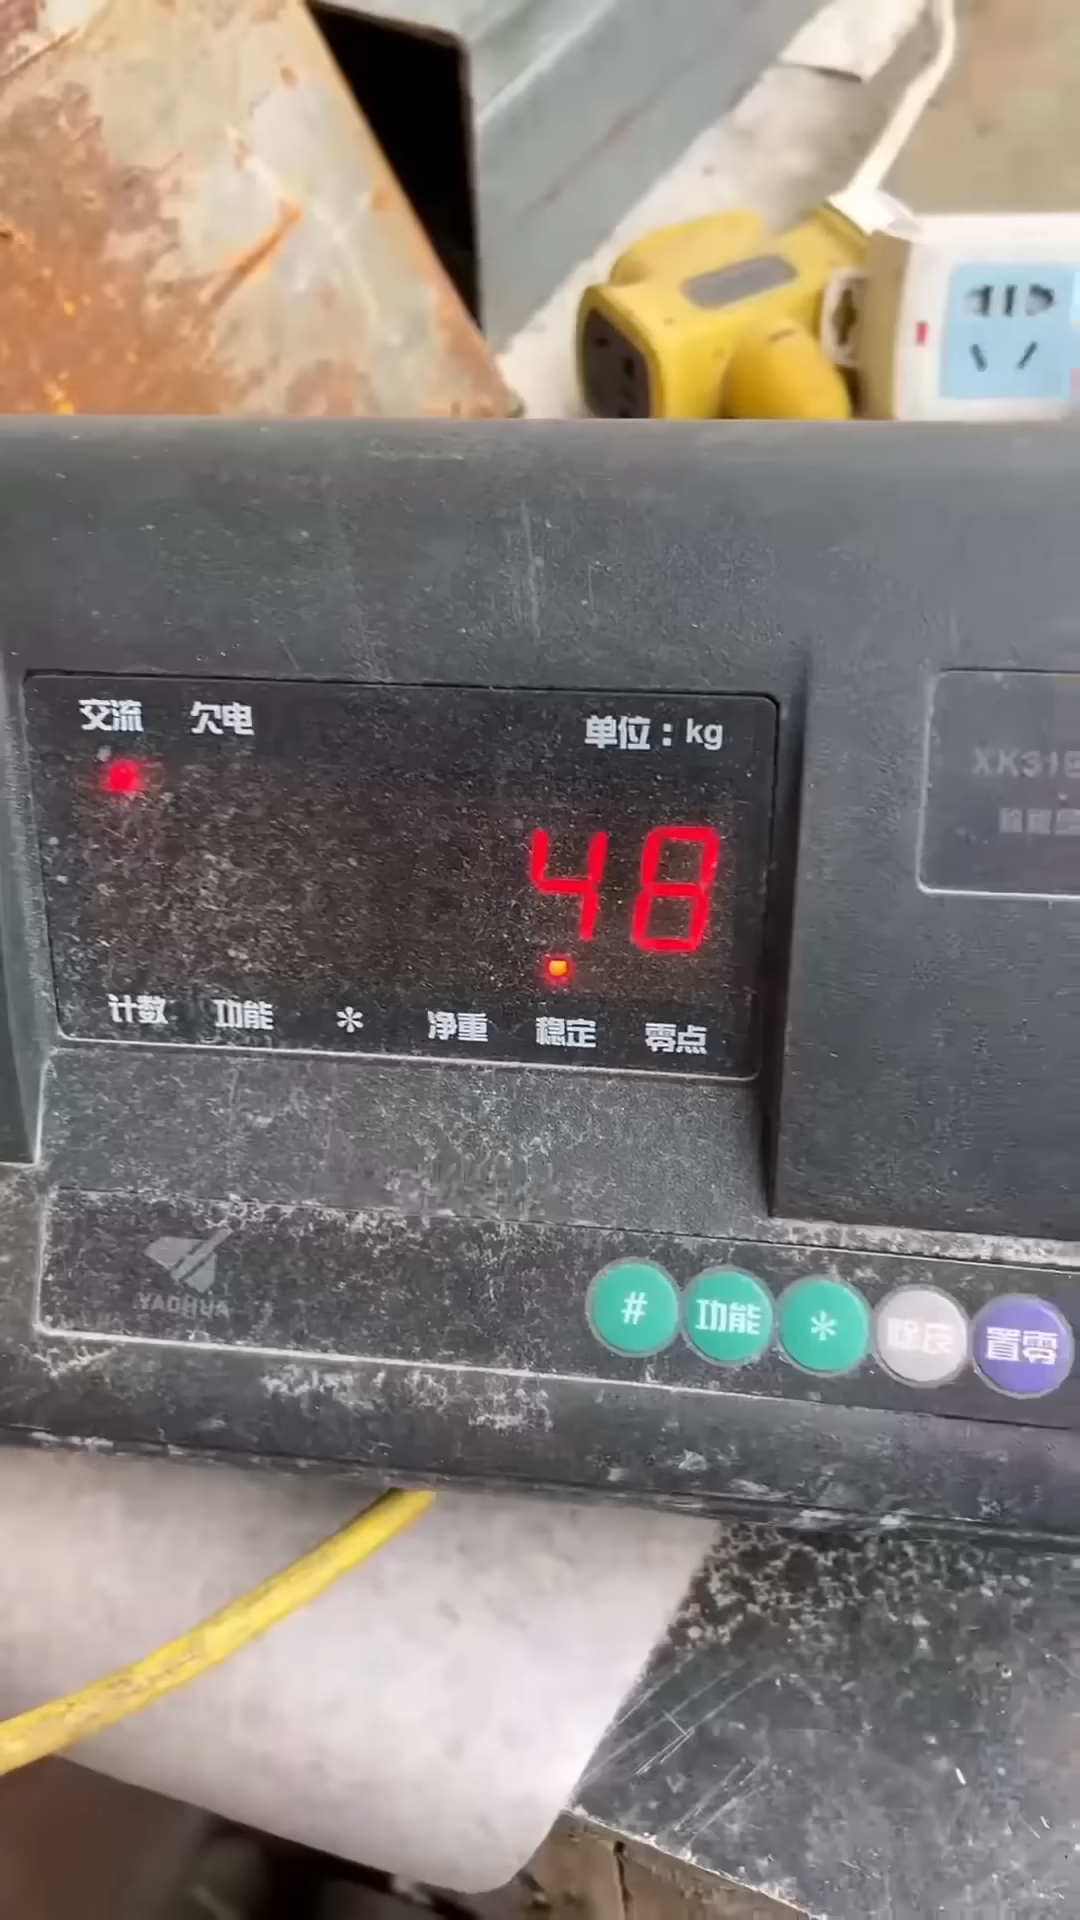 交流 欠电 单位：kg
48
计数 功能 * 净重 稳定 零点
XK31
YAOHUA
# 功能 * 置零